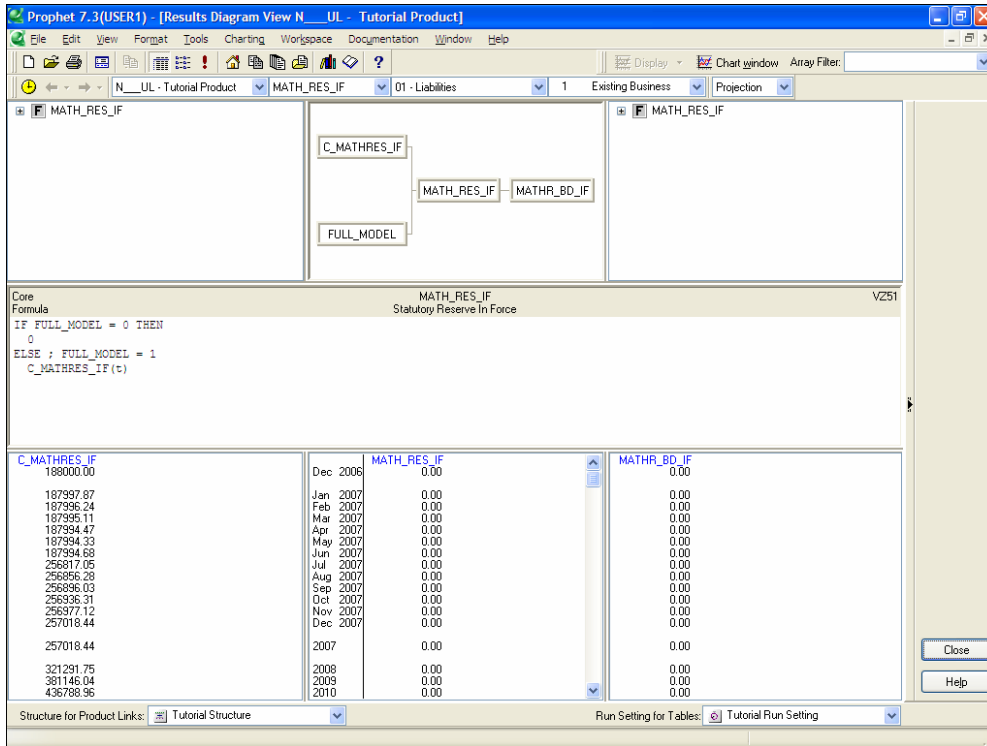 Prophet 7.3(USER1) - [Results Diagram View N___UL - Tutorial Product]
File Edit View Format Tools Charting Workspace Documentation Window Help
Display Chart window Array Filter:
N___UL - Tutorial Product MATH_RES_IF 01 - Liabilities 1 Existing Business Projection
F MATH_RES_IF
C_MATHRES_IF
MATH_RES_IF MATHR_BD_IF
FULL_MODEL
F MATH_RES_IF
Core MATH_RES_IF VZ51
Formula Statutory Reserve In Force
IF FULL_MODEL = 0 THEN
0
ELSE ; FULL_MODEL = 1
C_MATHRES_IF(t)
C_MATHRES_IF MATH_RES_IF MATHR_BD_IF
188000.00 Dec 2006 0.00 0.00
187997.87 Jan 2007 0.00 0.00
187996.24 Feb 2007 0.00 0.00
187995.11 Mar 2007 0.00 0.00
187994.47 Apr 2007 0.00 0.00
187994.33 May 2007 0.00 0.00
187994.68 Jun 2007 0.00 0.00
256817.05 Jul 2007 0.00 0.00
256856.28 Aug 2007 0.00 0.00
256896.03 Sep 2007 0.00 0.00
256936.31 Oct 2007 0.00 0.00
256977.12 Nov 2007 0.00 0.00
257018.44 Dec 2007 0.00 0.00
257018.44 2007 0.00 0.00
321291.75 2008 0.00 0.00
381146.04 2009 0.00 0.00
436788.96 2010 0.00 0.00
Close
Help
Structure for Product Links: Tutorial Structure Run Setting for Tables: Tutorial Run Setting